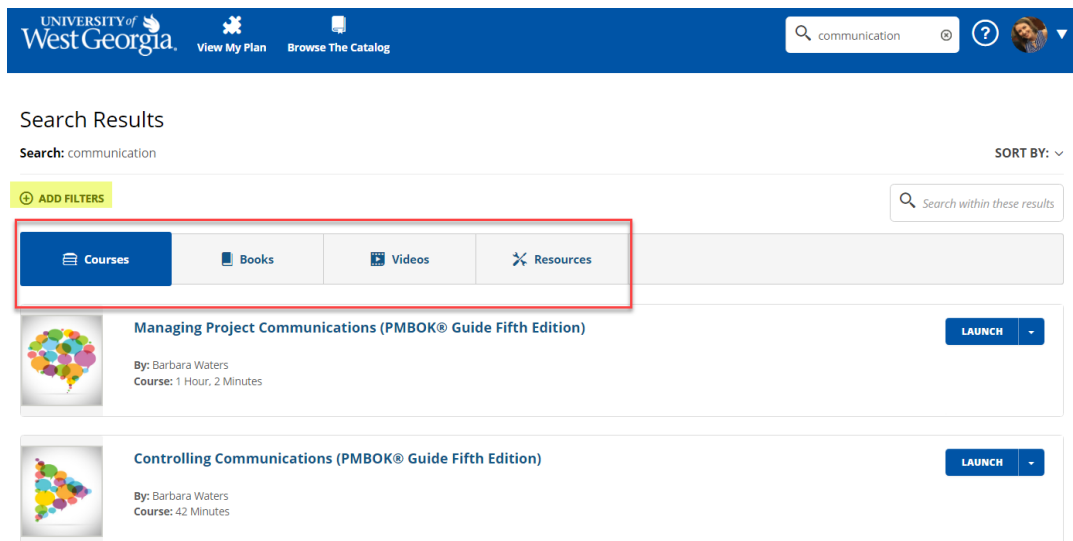 UNIVERSITY of
West Georgia®
View My Plan
Browse The Catalog
communication
?
Search Results
Search: communication
SORT BY:
ADD FILTERS
Search within these results
Courses
Books
Videos
Resources
Managing Project Communications (PMBOK® Guide Fifth Edition)
LAUNCH
By: Barbara Waters
Course: 1 Hour, 2 Minutes
Controlling Communications (PMBOK® Guide Fifth Edition)
LAUNCH
By: Barbara Waters
Course: 42 Minutes